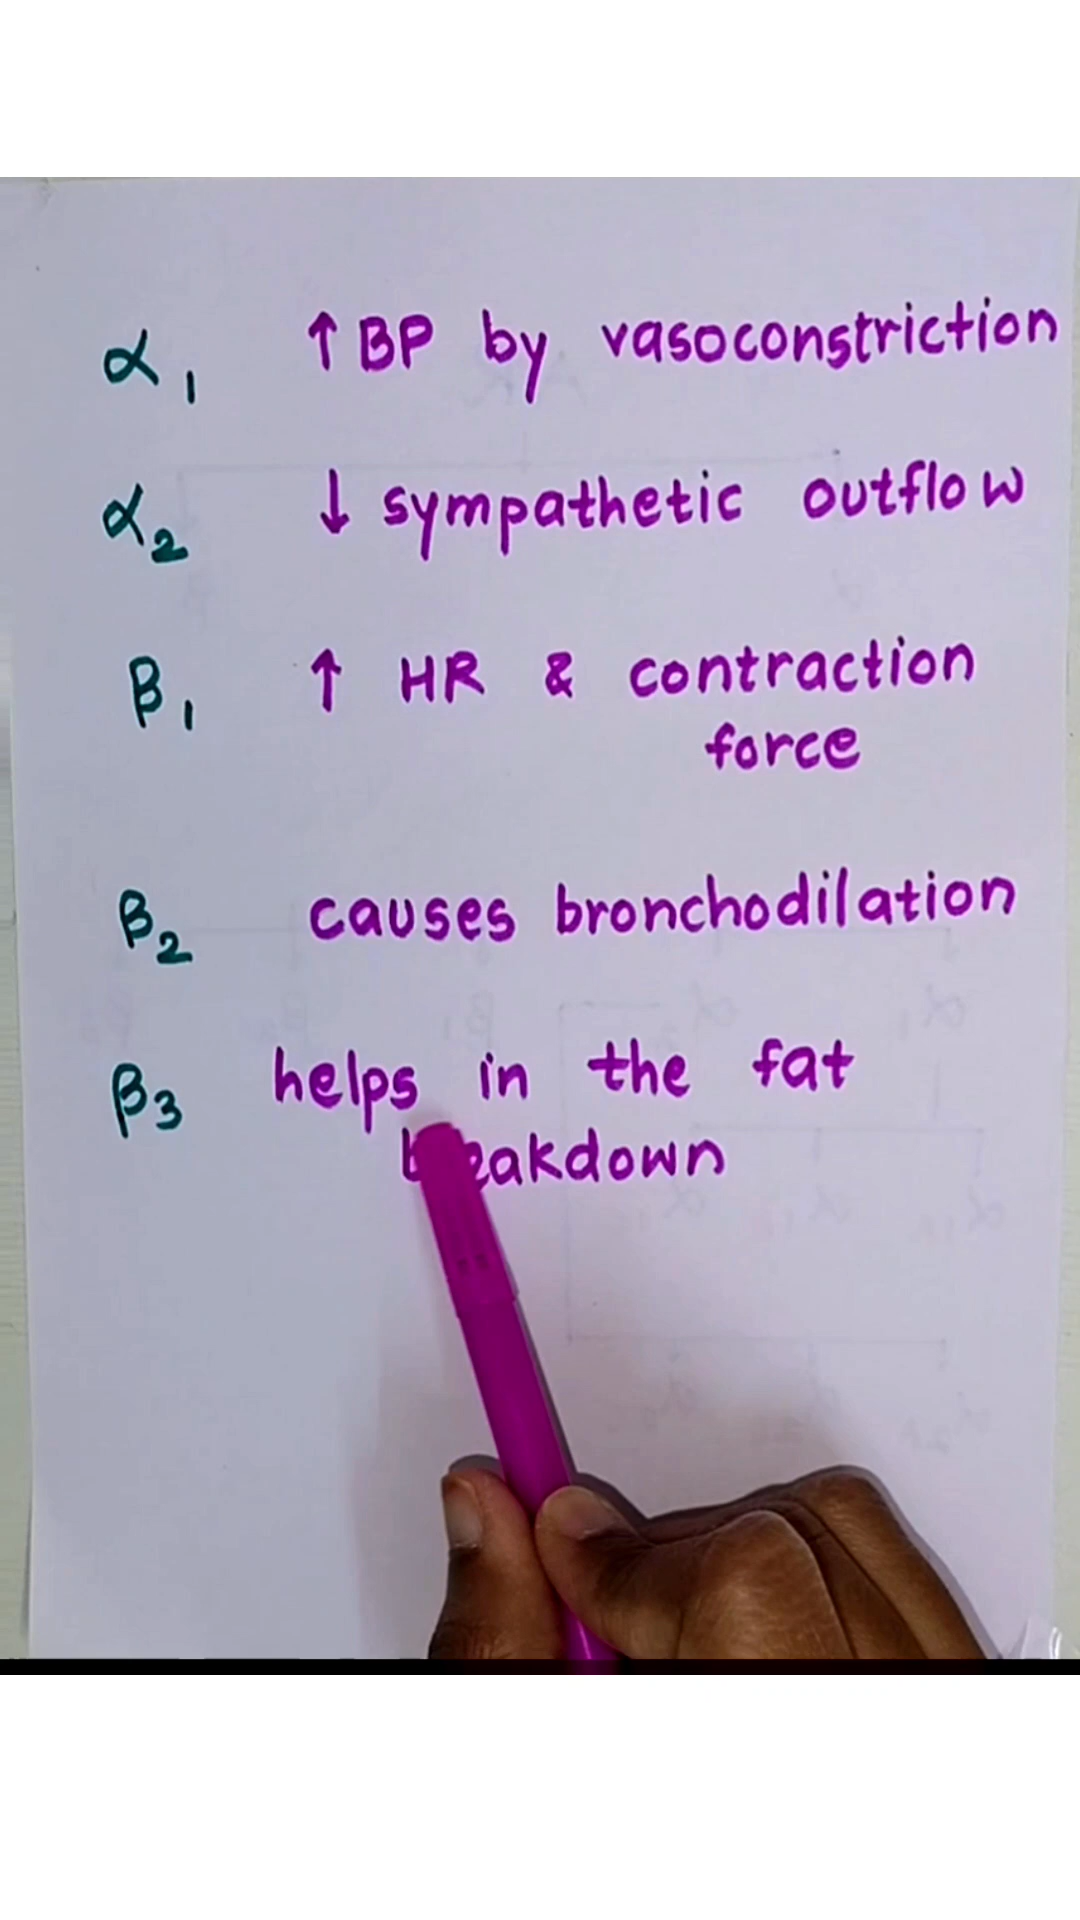 α1 ↑ BP by vasoconstriction
α2 ↓ sympathetic outflow
β1 ↑ HR & contraction
force
β2 causes bronchodilation
β3 helps in the fat
breakdown